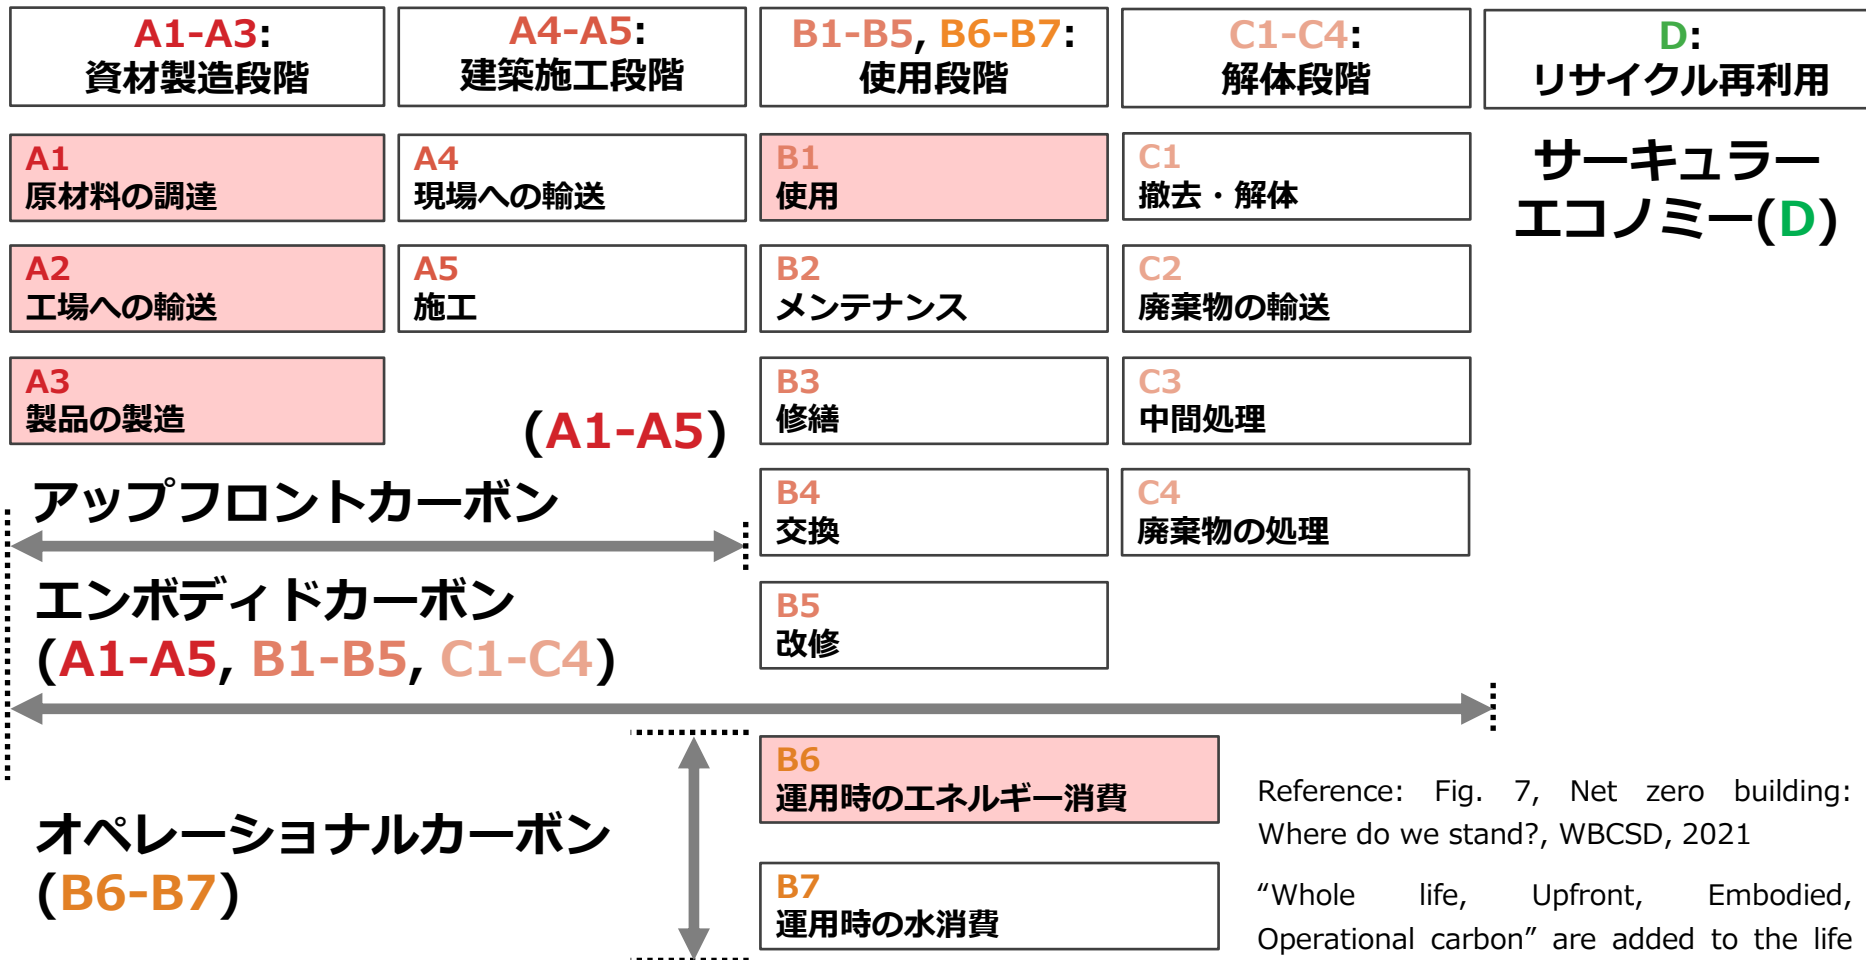 A1-A3:
資材製造段階
A4-A5:
建築施工段階
B1-B5, B6-B7:
使用段階
C1-C4:
解体段階
D:
リサイクル再利用
A1
原材料の調達
A2
工場への輸送
A3
製品の製造
A4
現場への輸送
A5
施工
B1
使用
B2
メンテナンス
B3
修繕
B4
交換
B5
改修
C1
撤去・解体
C2
廃棄物の輸送
C3
中間処理
C4
廃棄物の処理
サーキュラー
エコノミー(D)
(A1-A5)
アップフロントカーボン
エンボディドカーボン
(A1-A5, B1-B5, C1-C4)
オペレーショナルカーボン
(B6-B7)
B6
運用時のエネルギー消費
B7
運用時の水消費
Reference: Fig. 7, Net zero building:
Where do we stand?, WBCSD, 2021
“Whole life, Upfront, Embodied,
Operational carbon” are added to the life